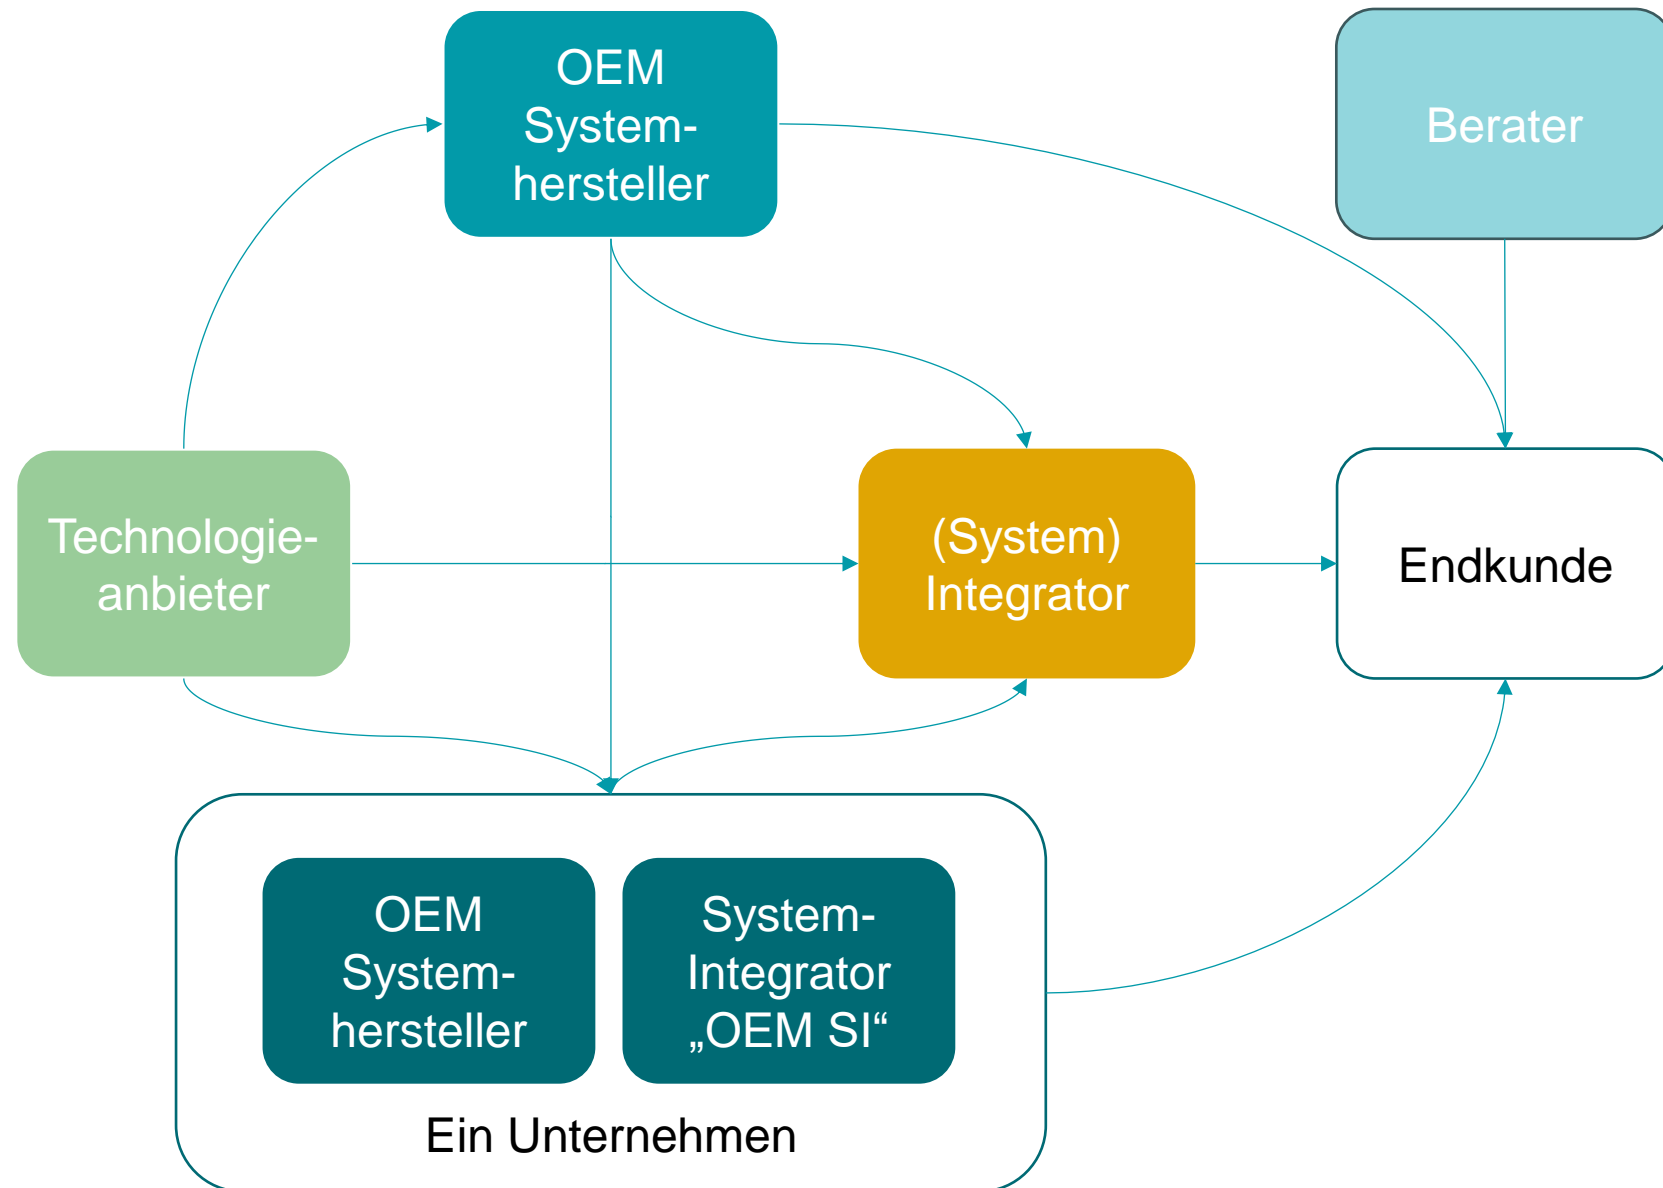 OEM
System-
hersteller
Berater
Technologie-
anbieter
(System)
Integrator
Endkunde
OEM
System-
hersteller
System-
Integrator
„OEM SI“
Ein Unternehmen